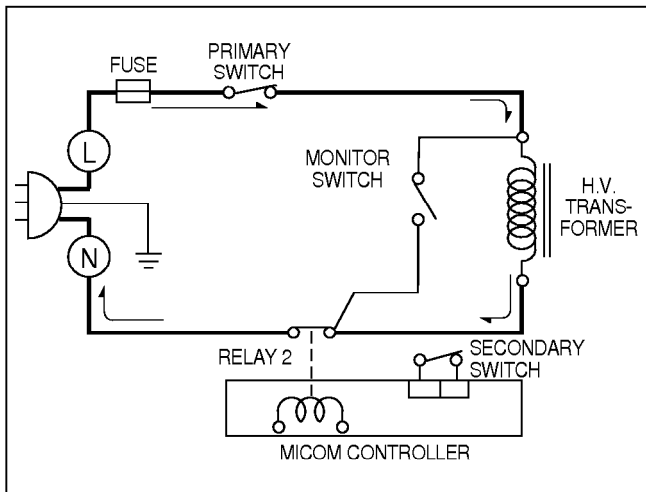 PRIMARY
SWITCH
FUSE
L
MONITOR
SWITCH
H.V.
TRANS-
FORMER
N
RELAY 2
SECONDARY
SWITCH
MICOM CONTROLLER